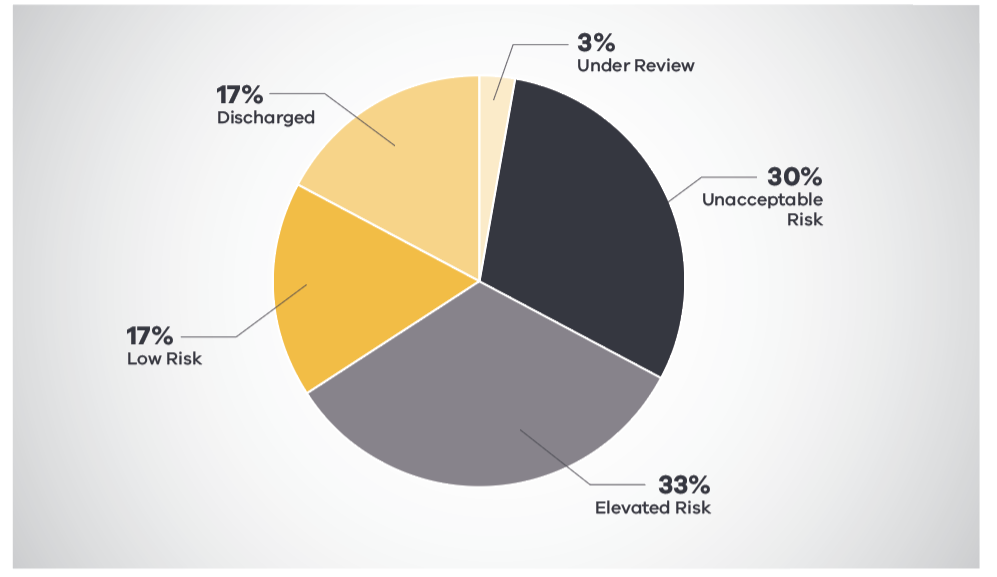 3%
Under Review
17%
Discharged
30%
Unacceptable
Risk
17%
Low Risk
33%
Elevated Risk